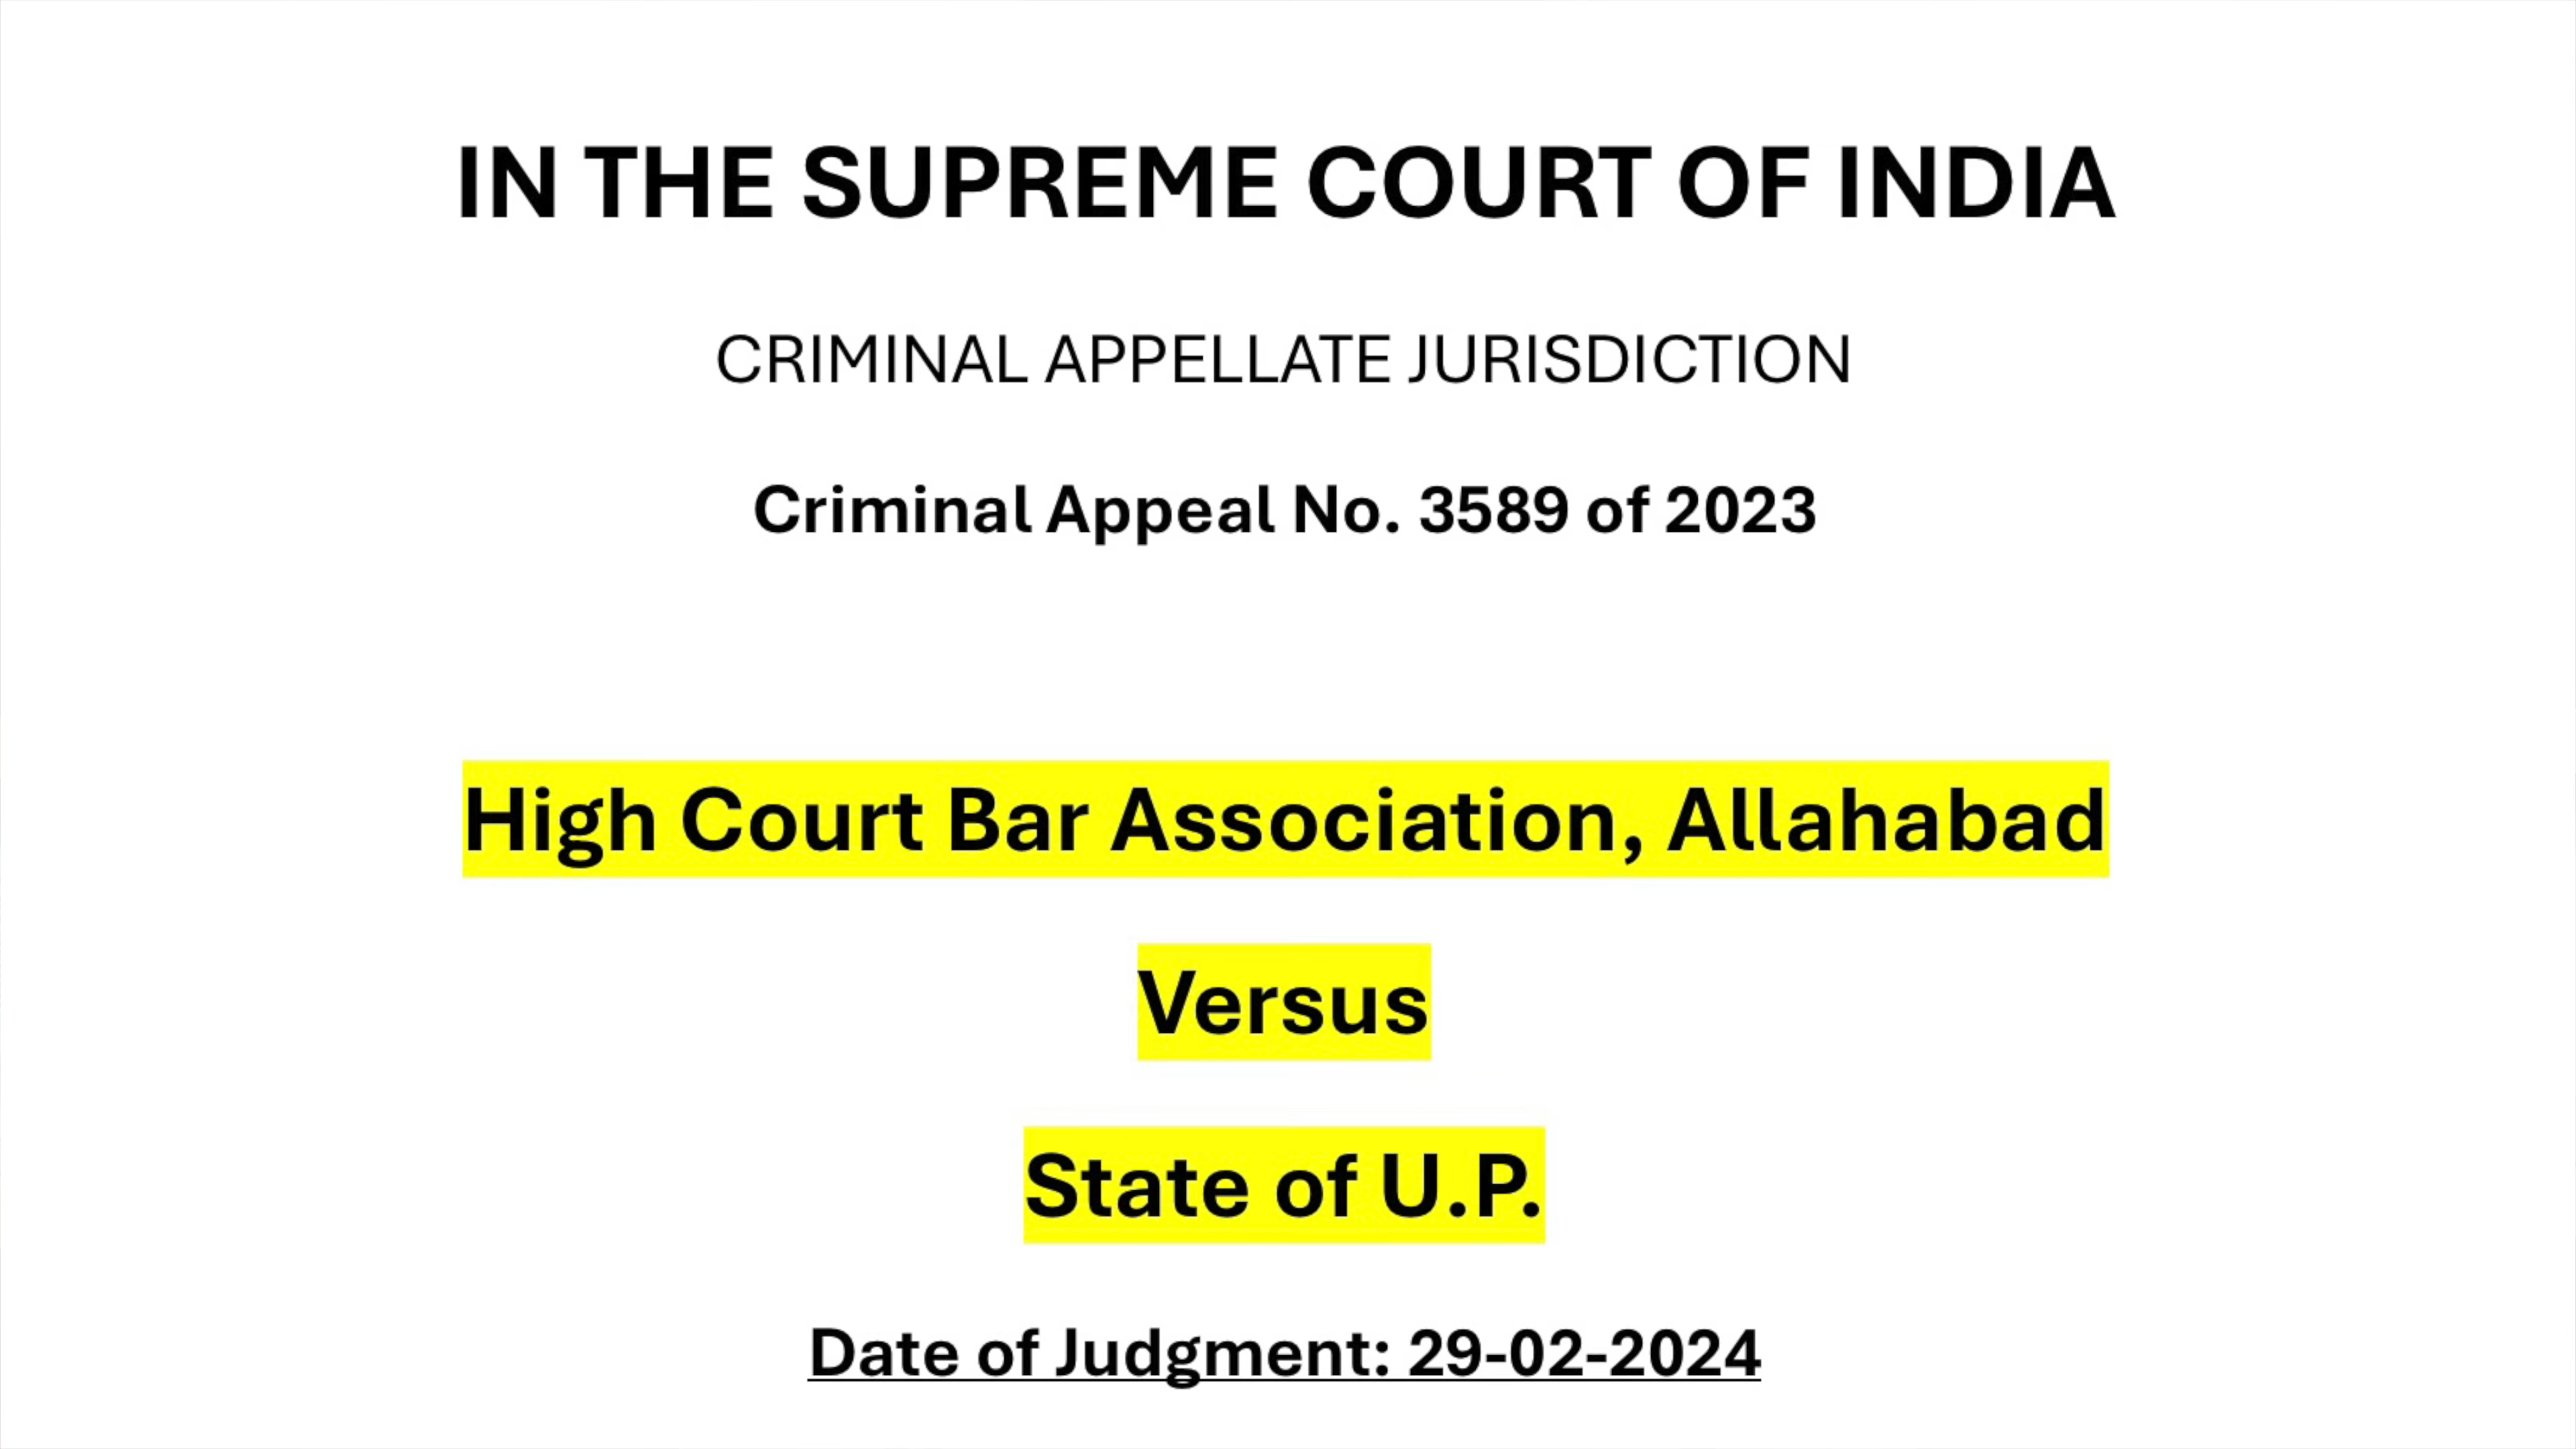 IN THE SUPREME COURT OF INDIA
CRIMINAL APPELLATE JURISDICTION
Criminal Appeal No. 3589 of 2023
High Court Bar Association, Allahabad
Versus
State of U.P.
Date of Judgment: 29-02-2024